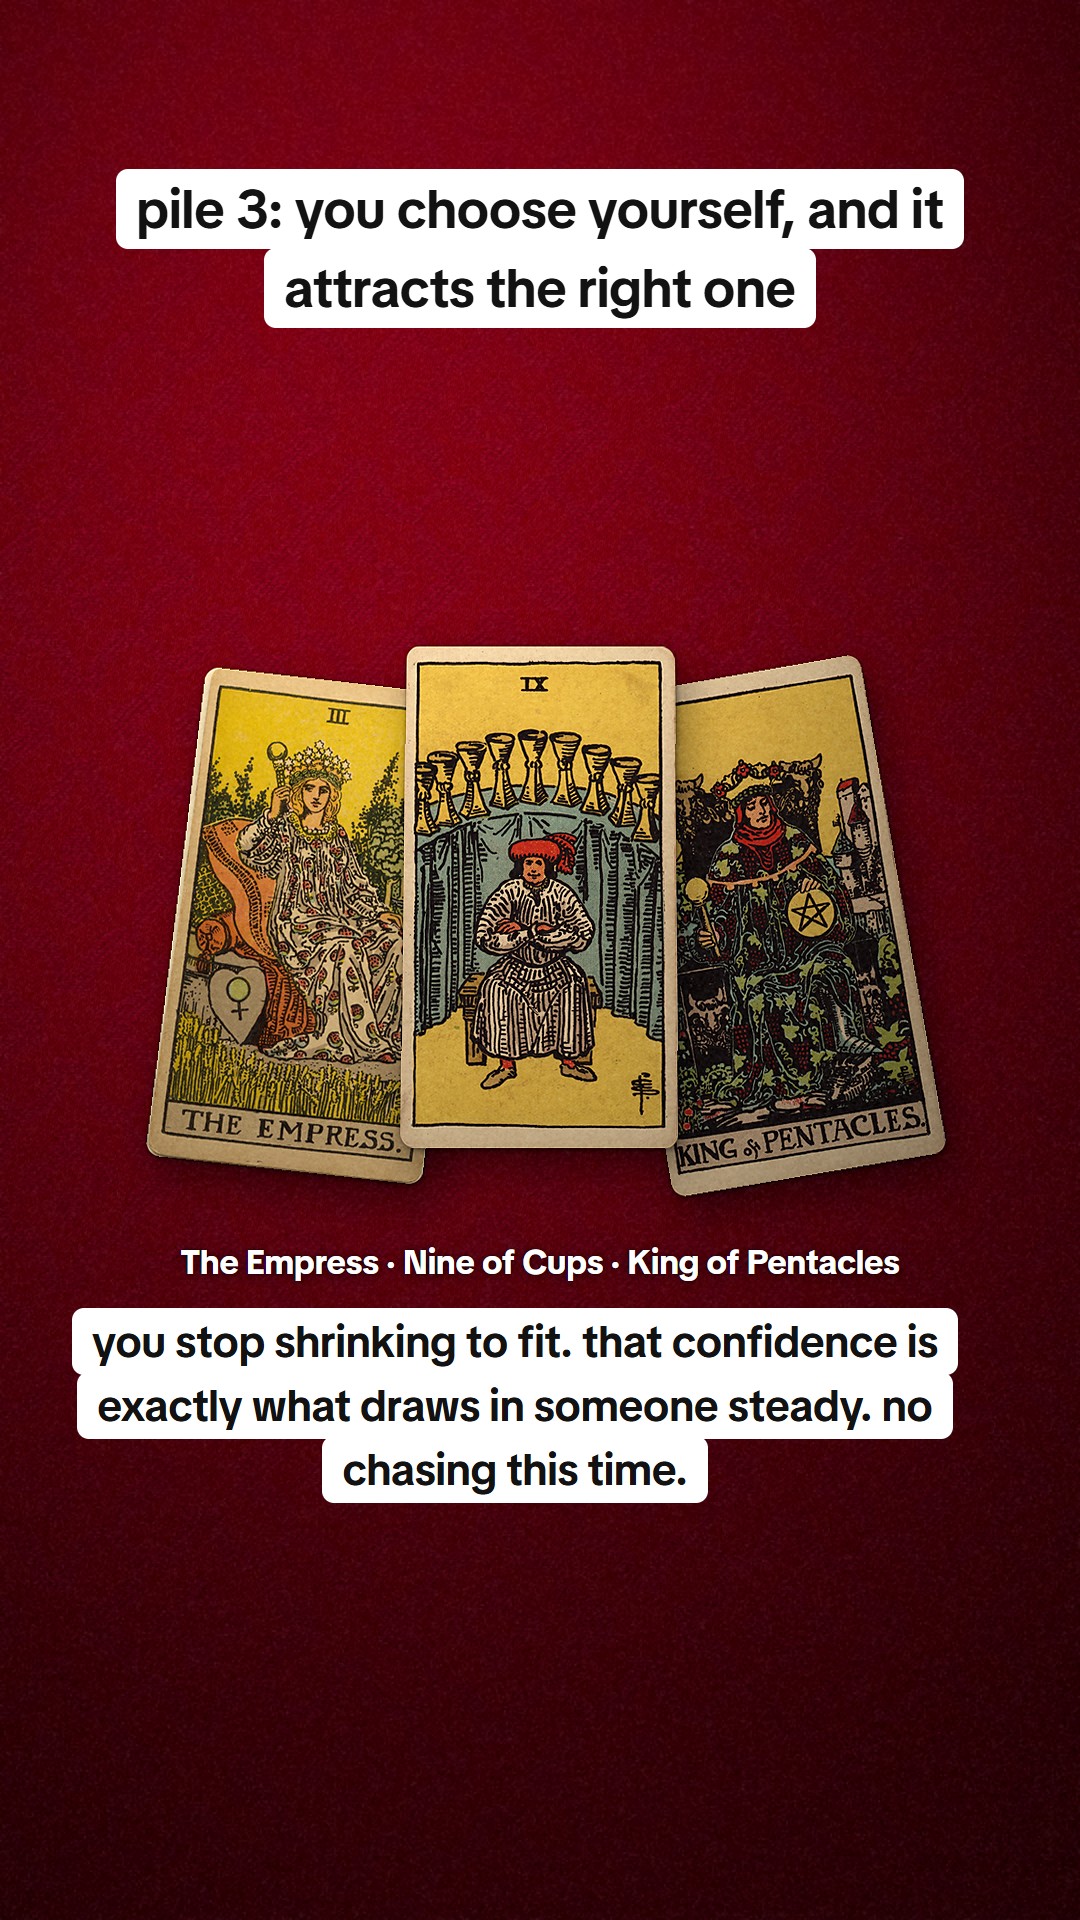 pile 3: you choose yourself, and it
attracts the right one
III
IX
THE EMPRESS.
KING of PENTACLES.
The Empress · Nine of Cups · King of Pentacles
you stop shrinking to fit. that confidence is
exactly what draws in someone steady. no
chasing this time.